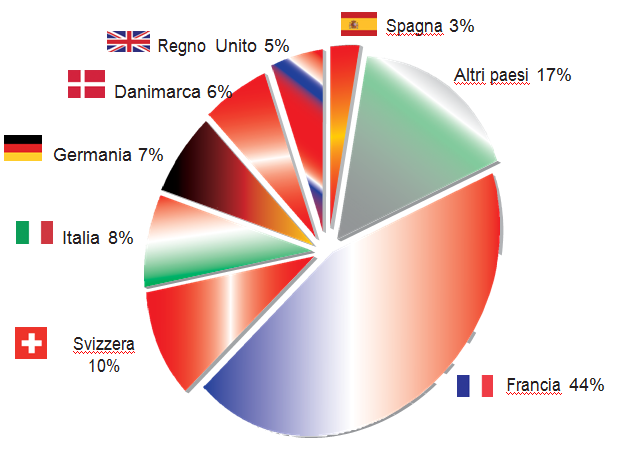 Spagna 3%
Regno Unito 5%
Altri paesi 17%
Danimarca 6%
Germania 7%
Italia 8%
Svizzera
10%
Francia 44%